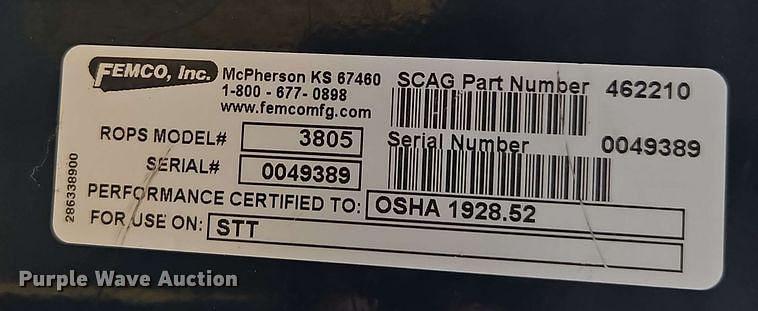 FEMCO, Inc. McPherson KS 67460
1-800-677-0898
www.femcomfg.com
SCAG Part Number 462210
ROPS MODEL# 3805
Serial Number 0049389
SERIAL# 0049389
PERFORMANCE CERTIFIED TO: OSHA 1928.52
FOR USE ON: STT
286338900
Purple Wave Auction